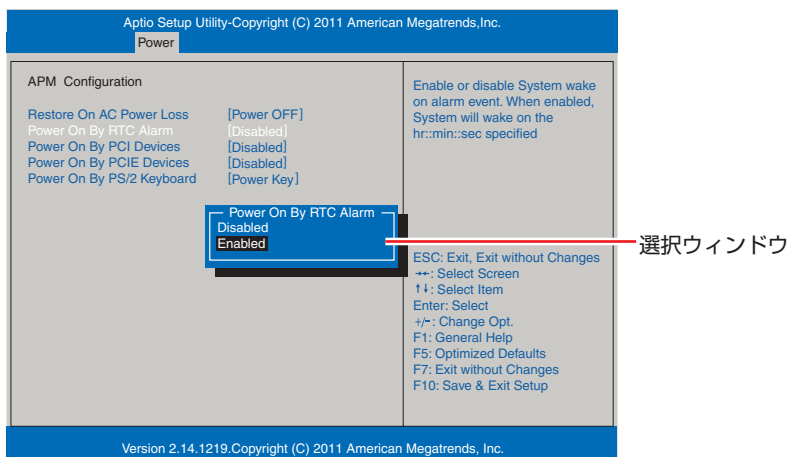 Aptio Setup Utility-Copyright (C) 2011 American Megatrends,Inc.
Power
APM Configuration
Restore On AC Power Loss [Power OFF]
Power On By RTC Alarm [Disabled]
Power On By PCI Devices [Disabled]
Power On By PCIE Devices [Disabled]
Power On By PS/2 Keyboard [Power Key]
Power On By RTC Alarm
Disabled
Enabled
Enable or disable System wake
on alarm event. When enabled,
System will wake on the
hr::min::sec specified
選択ウィンドウ
ESC: Exit, Exit without Changes
→←: Select Screen
↑↓: Select Item
Enter: Select
+/-: Change Opt.
F1: General Help
F5: Optimized Defaults
F7: Exit without Changes
F10: Save & Exit Setup
Version 2.14.1219.Copyright (C) 2011 American Megatrends, Inc.